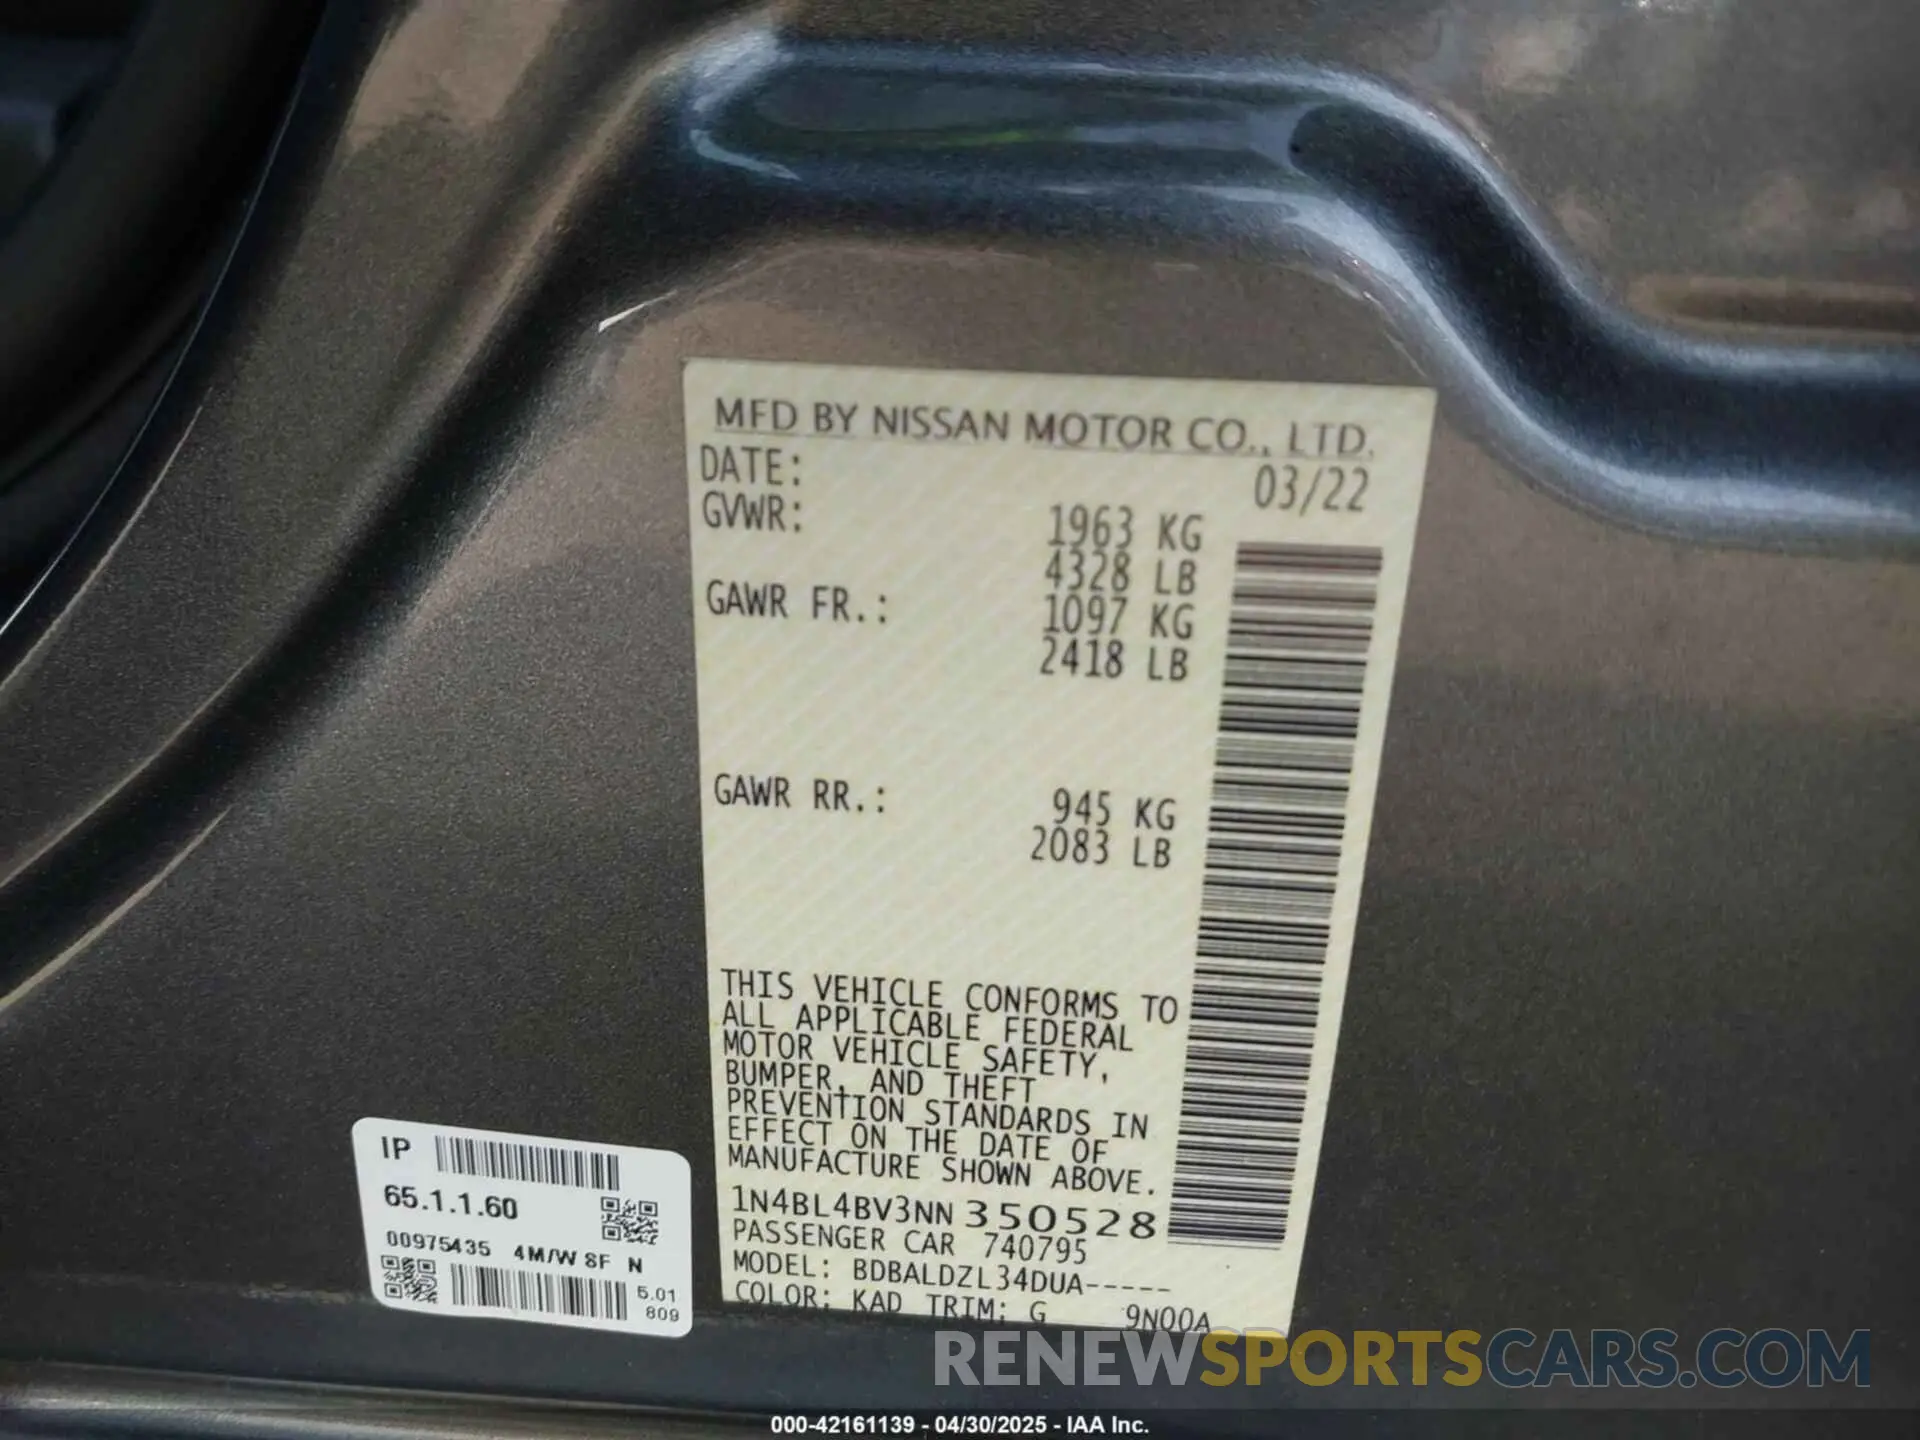 MFD BY NISSAN MOTOR CO., LTD.
DATE: 03/22
GVWR: 1963 KG
4328 LB
GAWR FR.: 1097 KG
2418 LB
GAWR RR.: 945 KG
2083 LB
THIS VEHICLE CONFORMS TO
ALL APPLICABLE FEDERAL
MOTOR VEHICLE SAFETY,
BUMPER, AND THEFT
PREVENTION STANDARDS IN
EFFECT ON THE DATE OF
MANUFACTURE SHOWN ABOVE.
1N4BL4BV3NN350528
PASSENGER CAR 740795
MODEL: BDBALDZL34DUA-----
COLOR: KAD TRIM: G 9N00A
IP
65.1.1.60
00975435 4M/W 8F N
5.01
809
RENEWSPORTSCARS.COM
000-42161139 - 04/30/2025 - IAA Inc.